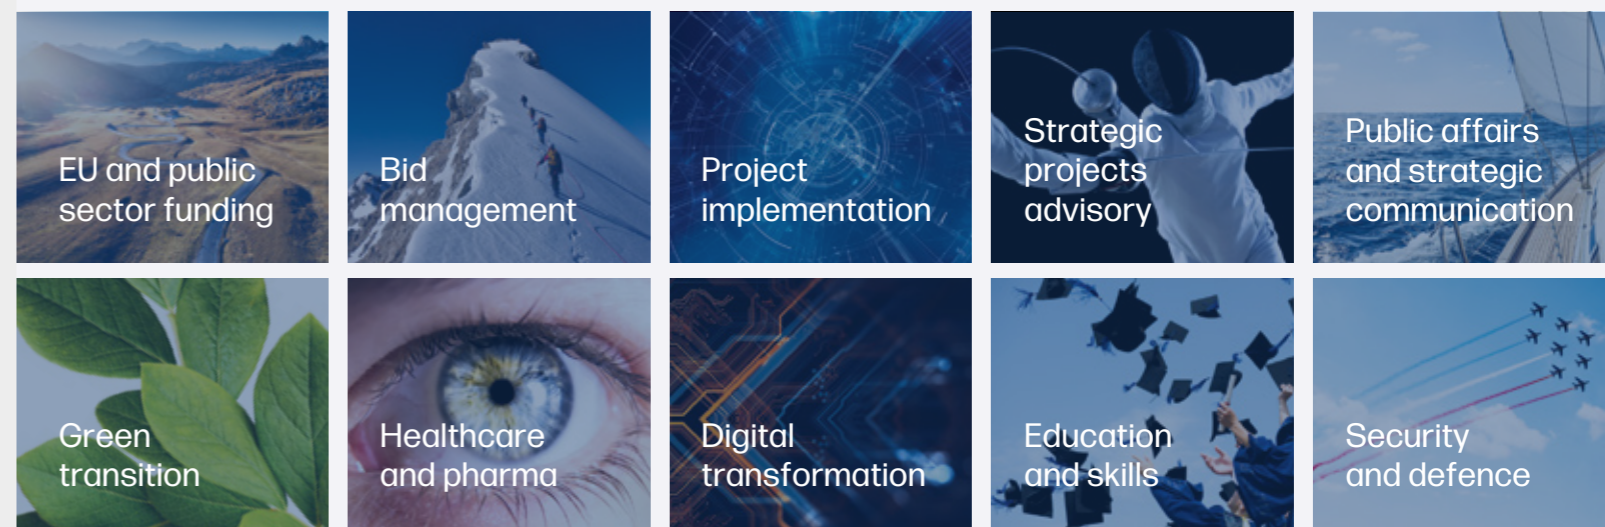 EU and public
sector funding
Bid
management
Project
implementation
Strategic
projects
advisory
Public affairs
and strategic
communication
Green
transition
Healthcare
and pharma
Digital
transformation
Education
and skills
Security
and defence